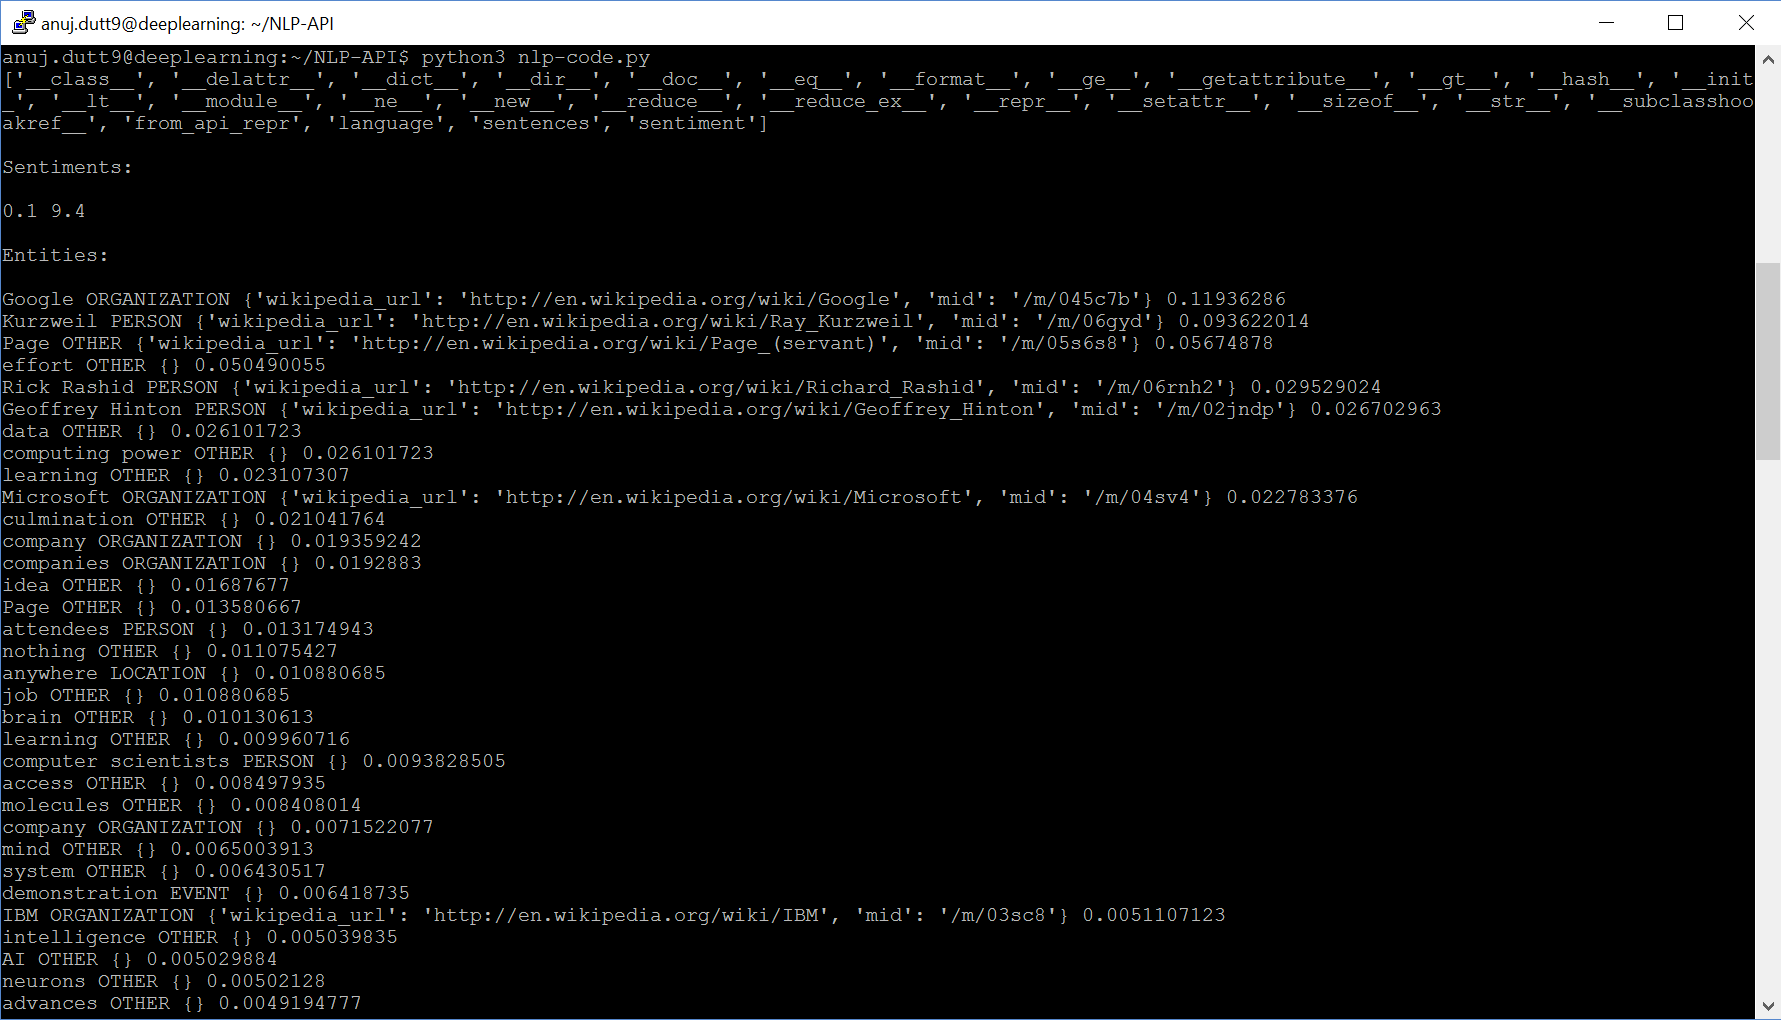 anuj.dutt9@deeplearning: ~/NLP-API
anuj.dutt9@deeplearning:~/NLP-API$ python3 nlp-code.py
['__class__', '__delattr__', '__dict__', '__dir__', '__doc__', '__eq__', '__format__', '__ge__', '__getattribute__', '__gt__', '__hash__', '__init
_', '__lt__', '__module__', '__ne__', '__new__', '__reduce__', '__reduce_ex__', '__repr__', '__setattr__', '__sizeof__', '__str__', '__subclasshoo
akref__', 'from_api_repr', 'language', 'sentences', 'sentiment']
Sentiments:
0.1 9.4
Entities:
Google ORGANIZATION {'wikipedia_url': 'http://en.wikipedia.org/wiki/Google', 'mid': '/m/045c7b'} 0.11936286
Kurzweil PERSON {'wikipedia_url': 'http://en.wikipedia.org/wiki/Ray_Kurzweil', 'mid': '/m/06gyd'} 0.093622014
Page OTHER {'wikipedia_url': 'http://en.wikipedia.org/wiki/Page_(servant)', 'mid': '/m/05s6s8'} 0.05674878
effort OTHER {} 0.050490055
Rick Rashid PERSON {'wikipedia_url': 'http://en.wikipedia.org/wiki/Richard_Rashid', 'mid': '/m/06rnh2'} 0.029529024
Geoffrey Hinton PERSON {'wikipedia_url': 'http://en.wikipedia.org/wiki/Geoffrey_Hinton', 'mid': '/m/02jndp'} 0.026702963
data OTHER {} 0.026101723
computing power OTHER {} 0.026101723
learning OTHER {} 0.023107307
Microsoft ORGANIZATION {'wikipedia_url': 'http://en.wikipedia.org/wiki/Microsoft', 'mid': '/m/04sv4'} 0.022783376
culmination OTHER {} 0.021041764
company ORGANIZATION {} 0.019359242
companies ORGANIZATION {} 0.0192883
idea OTHER {} 0.01687677
Page OTHER {} 0.013580667
attendees PERSON {} 0.013174943
nothing OTHER {} 0.011075427
anywhere LOCATION {} 0.010880685
job OTHER {} 0.010880685
brain OTHER {} 0.010130613
learning OTHER {} 0.009960716
computer scientists PERSON {} 0.0093828505
access OTHER {} 0.008497935
molecules OTHER {} 0.008408014
company ORGANIZATION {} 0.0071522077
mind OTHER {} 0.0065003913
system OTHER {} 0.006430517
demonstration EVENT {} 0.006418735
IBM ORGANIZATION {'wikipedia_url': 'http://en.wikipedia.org/wiki/IBM', 'mid': '/m/03sc8'} 0.0051107123
intelligence OTHER {} 0.005039835
AI OTHER {} 0.005029884
neurons OTHER {} 0.00502128
advances OTHER {} 0.0049194777